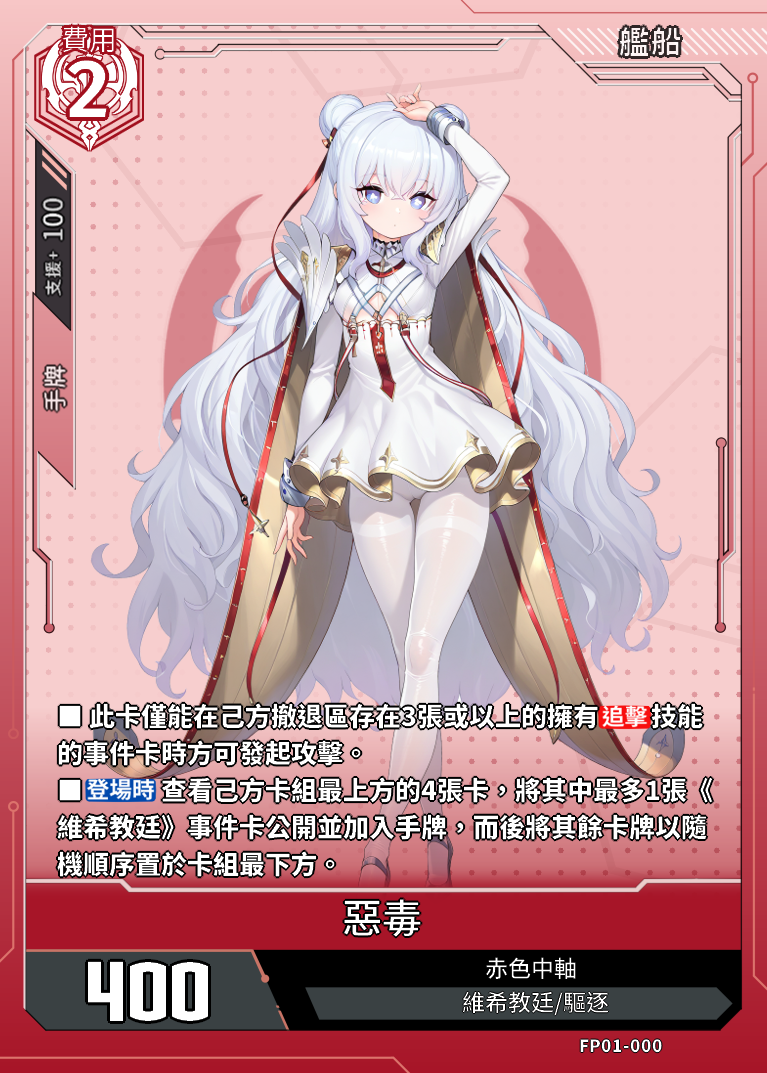 費用
2
艦船
支援+ 100
手牌
■ 此卡僅能在己方撤退區存在3張或以上的擁有 追擊 技能
的事件卡時方可發起攻擊。
■ 登場時 查看己方卡組最上方的4張卡，將其中最多1張《
維希教廷》事件卡公開並加入手牌，而後將其餘卡牌以隨
機順序置於卡組最下方。
惡毒
400
赤色中軸
維希教廷/驅逐
FP01-000